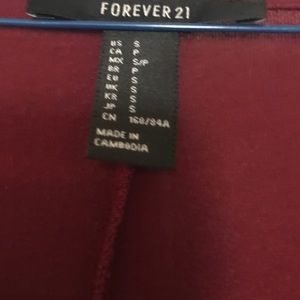 FOREVER 21
US S
CA P
MX S/P
BR P
EU S
UK S
KR S
JP S
CN 160/84A
MADE IN
CAMBODIA